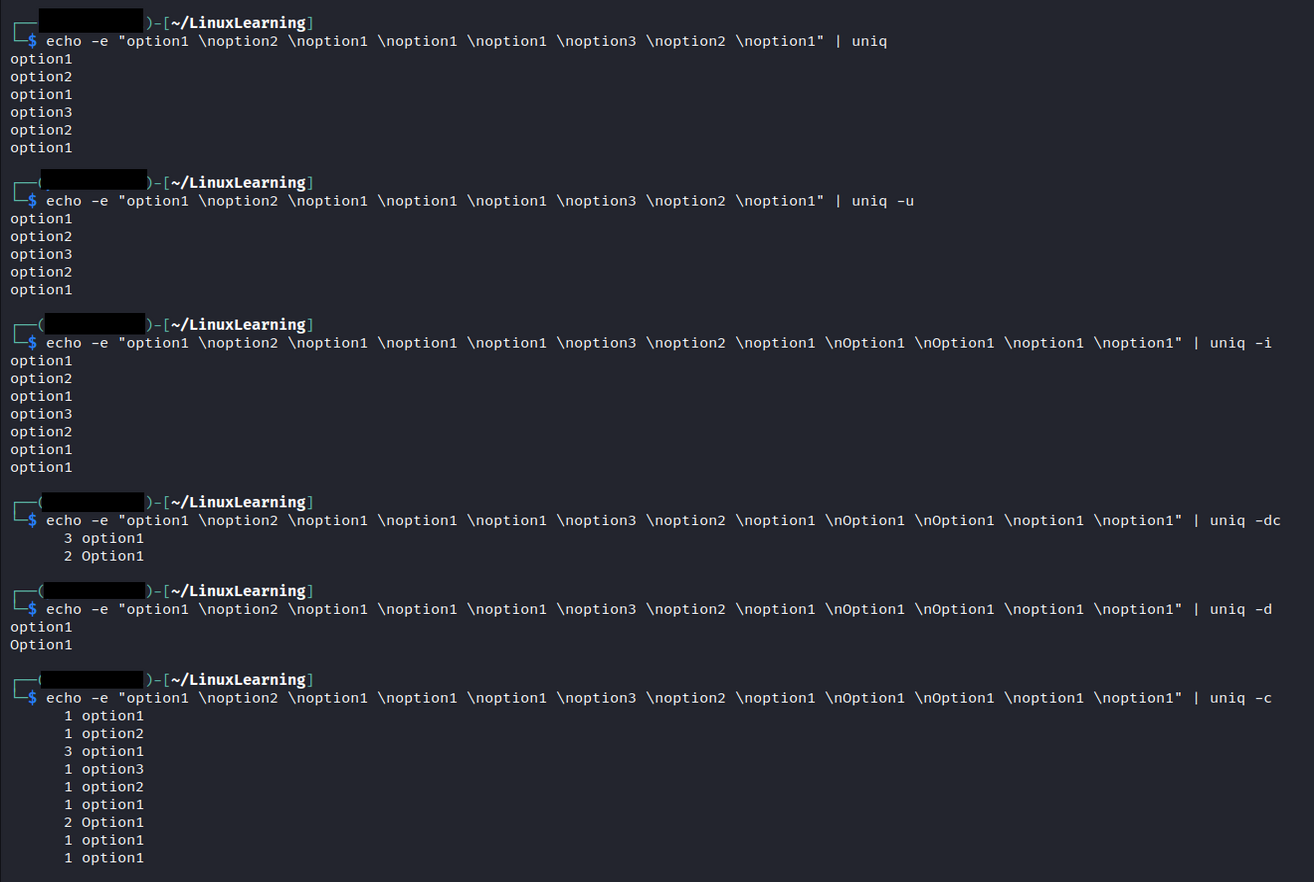 ┌──        )-[~/LinuxLearning]
└─$ echo -e "option1 \noption2 \noption1 \noption1 \noption1 \noption3 \noption2 \noption1" | uniq
option1
option2
option1
option3
option2
option1
┌──(        )-[~/LinuxLearning]
└─$ echo -e "option1 \noption2 \noption1 \noption1 \noption1 \noption3 \noption2 \noption1" | uniq -u
option1
option2
option3
option2
option1
┌──(        )-[~/LinuxLearning]
└─$ echo -e "option1 \noption2 \noption1 \noption1 \noption1 \noption3 \noption2 \noption1 \nOption1 \nOption1 \noption1 \noption1" | uniq -i
option1
option2
option1
option3
option2
option1
option1
┌──(        )-[~/LinuxLearning]
└─$ echo -e "option1 \noption2 \noption1 \noption1 \noption1 \noption3 \noption2 \noption1 \nOption1 \nOption1 \noption1 \noption1" | uniq -dc
3 option1
2 Option1
┌──(        )-[~/LinuxLearning]
└─$ echo -e "option1 \noption2 \noption1 \noption1 \noption1 \noption3 \noption2 \noption1 \nOption1 \nOption1 \noption1 \noption1" | uniq -d
option1
Option1
┌──(        )-[~/LinuxLearning]
└─$ echo -e "option1 \noption2 \noption1 \noption1 \noption1 \noption3 \noption2 \noption1 \nOption1 \nOption1 \noption1 \noption1" | uniq -c
1 option1
1 option2
3 option1
1 option3
1 option2
1 option1
2 Option1
1 option1
1 option1